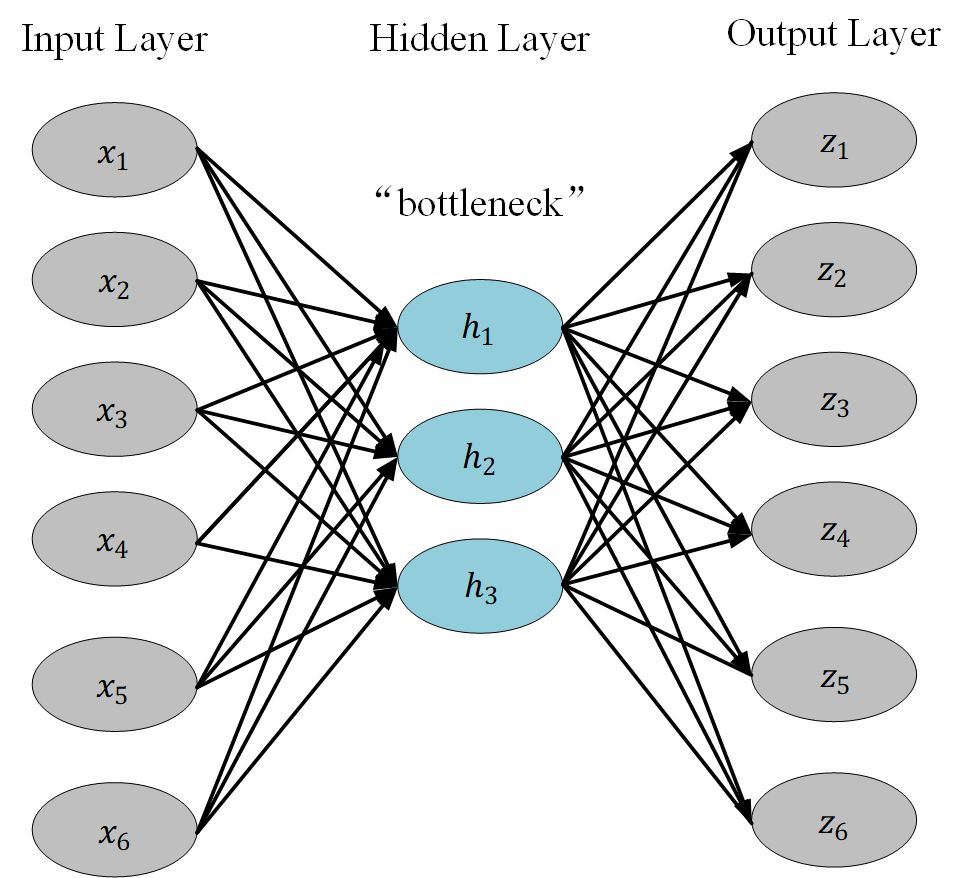 Input Layer
Hidden Layer
Output Layer
“bottleneck”
x₁
x₂
x₃
x₄
x₅
x₆
h₁
h₂
h₃
z₁
z₂
z₃
z₄
z₅
z₆